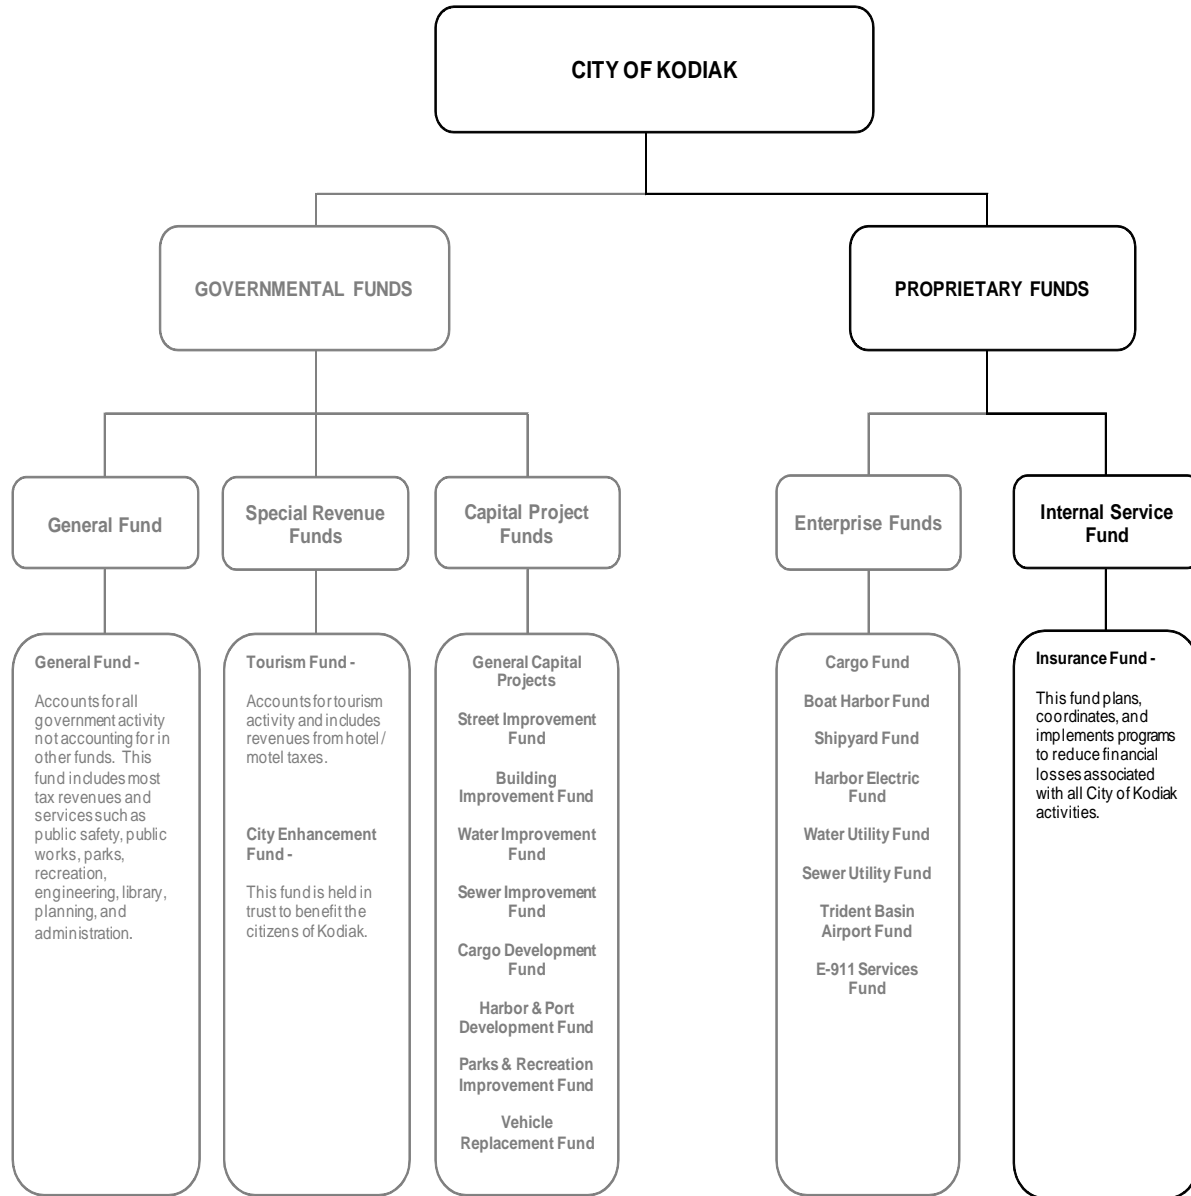 CITY OF KODIAK
GOVERNMENTAL FUNDS
PROPRIETARY FUNDS
General Fund
Special Revenue
Funds
Capital Project
Funds
Enterprise Funds
Internal Service
Fund
General Fund -
Accounts for all
government activity
not accounting for in
other funds. This
fund includes most
tax revenues and
services such as
public safety, public
works, parks,
recreation,
engineering, library,
planning, and
administration.
Tourism Fund -
Accounts for tourism
activity and includes
revenues from hotel /
motel taxes.
City Enhancement
Fund -
This fund is held in
trust to benefit the
citizens of Kodiak.
General Capital
Projects
Street Improvement
Fund
Building
Improvement Fund
Water Improvement
Fund
Sewer Improvement
Fund
Cargo Development
Fund
Harbor & Port
Development Fund
Parks & Recreation
Improvement Fund
Vehicle
Replacement Fund
Cargo Fund
Boat Harbor Fund
Shipyard Fund
Harbor Electric
Fund
Water Utility Fund
Sewer Utility Fund
Trident Basin
Airport Fund
E-911 Services
Fund
Insurance Fund -
This fund plans,
coordinates, and
implements programs
to reduce financial
losses associated
with all City of Kodiak
activities.